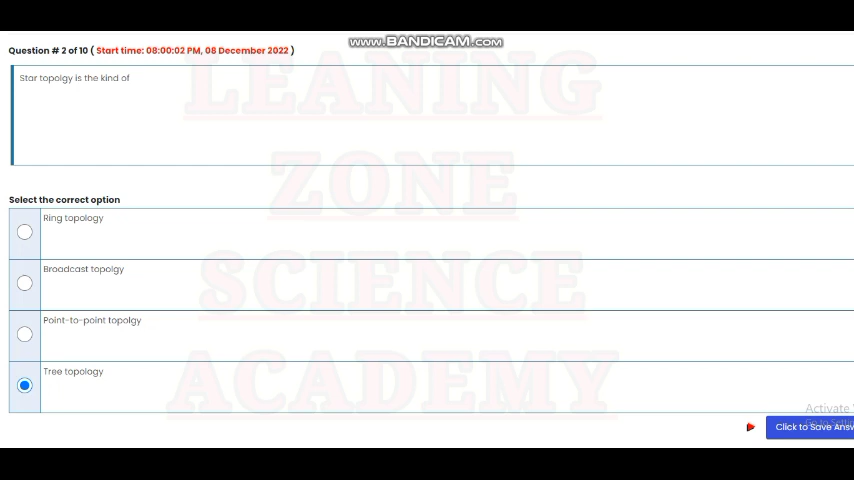 www.BANDICAM.com
Question # 2 of 10 ( Start time: 08:00:02 PM, 08 December 2022 )
Star topolgy is the kind of
LEANING
ZONE
SCIENCE
ACADEMY
Select the correct option
Ring topology
Broadcast topolgy
Point-to-point topolgy
Tree topology
Activate
Click to Save Answ